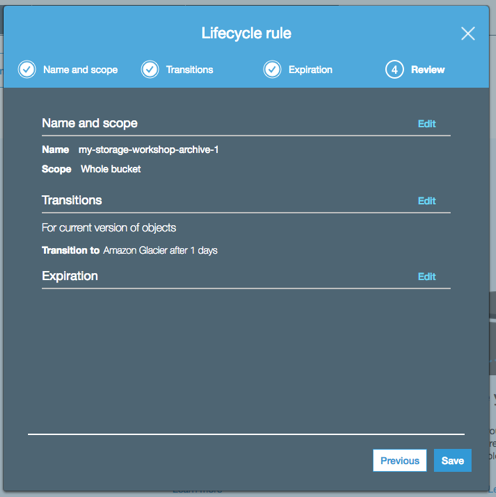 Lifecycle rule
Name and scope
Transitions
Expiration
4 Review
Name and scope Edit
Name my-storage-workshop-archive-1
Scope Whole bucket
Transitions Edit
For current version of objects
Transition to Amazon Glacier after 1 days
Expiration Edit
Previous Save